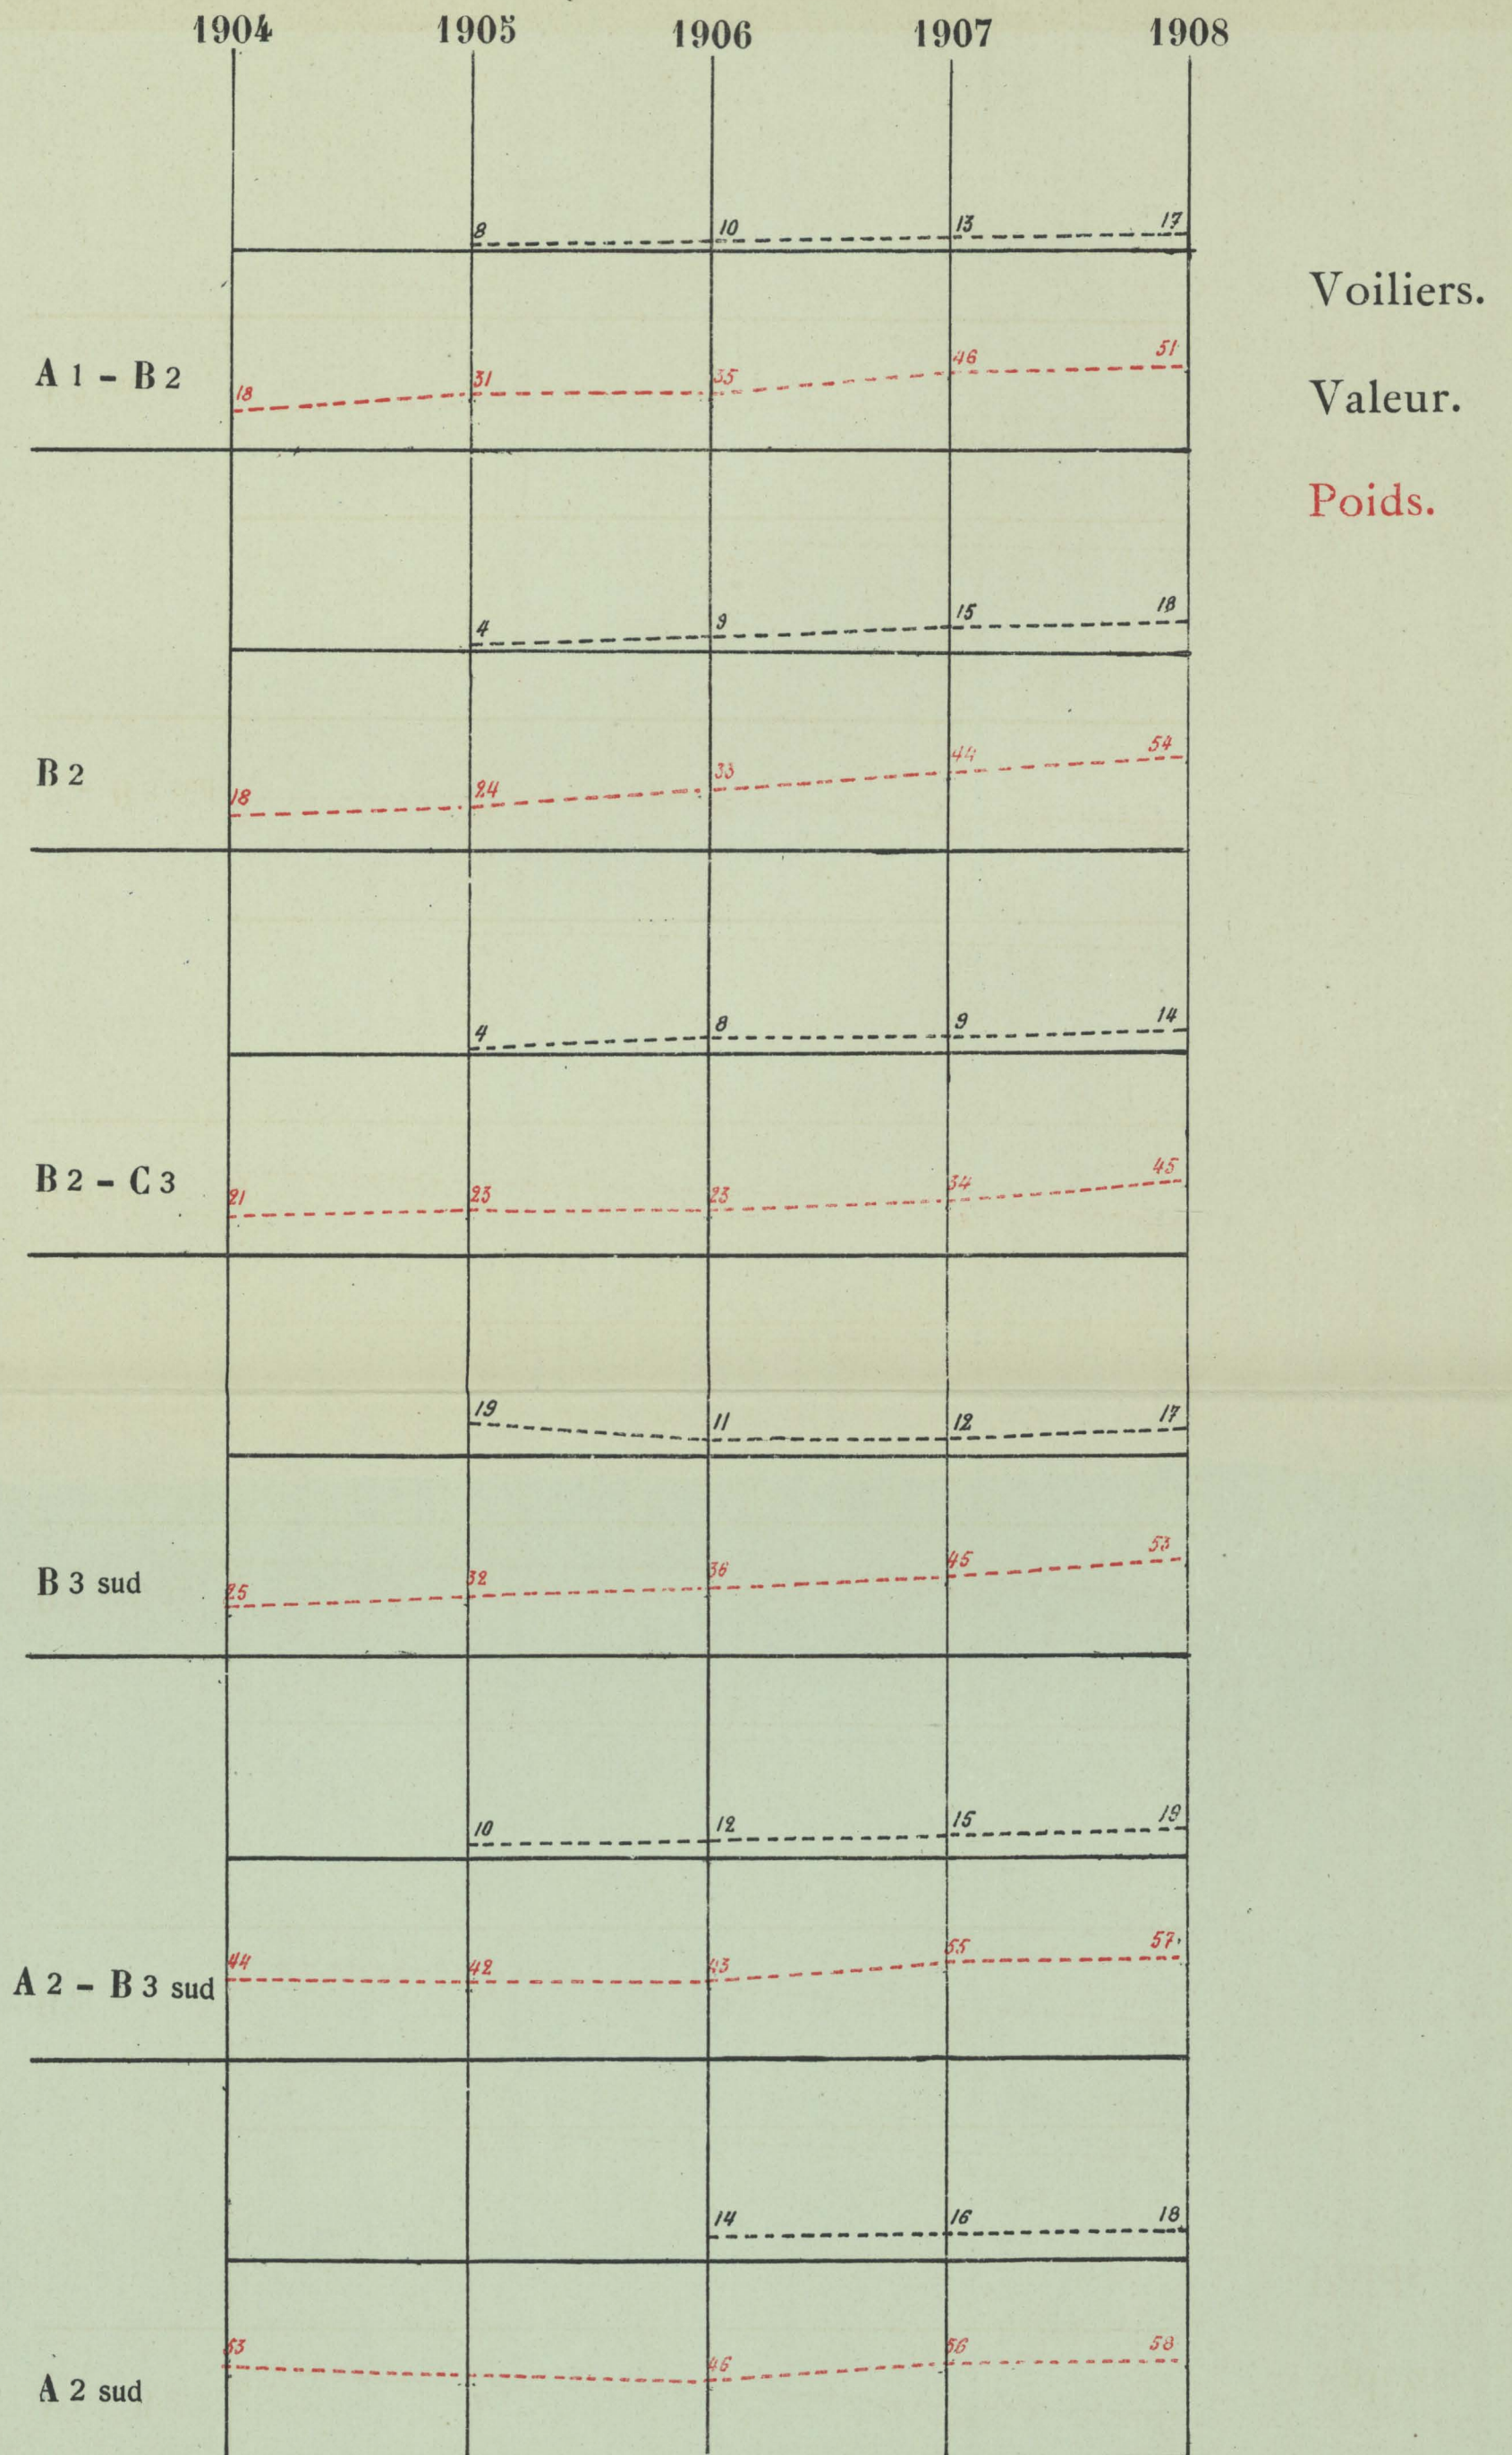 1904 1905 1906 1907 1908
8 10 13 17
Voiliers.
A 1 - B 2
18 31 35 46 51
Valeur.
Poids.
4 9 15 18
B 2
18 24 33 44 54
4 8 9 14
B 2 - C 3
21 23 23 34 45
19 11 12 17
B 3 sud
25 32 36 45 53
10 12 15 19
A 2 - B 3 sud
44 42 43 55 57
14 16 18
53 46 56 58
A 2 sud